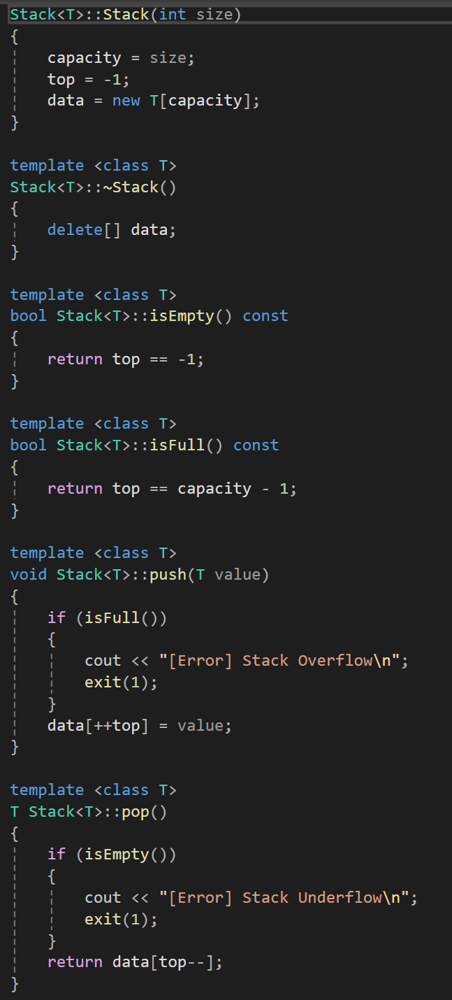 Stack<T>::Stack(int size)
{
    capacity = size;
    top = -1;
    data = new T[capacity];
}

template <class T>
Stack<T>::~Stack()
{
    delete[] data;
}

template <class T>
bool Stack<T>::isEmpty() const
{
    return top == -1;
}

template <class T>
bool Stack<T>::isFull() const
{
    return top == capacity - 1;
}

template <class T>
void Stack<T>::push(T value)
{
    if (isFull())
    {
        cout << "[Error] Stack Overflow\n";
        exit(1);
    }
    data[++top] = value;
}

template <class T>
T Stack<T>::pop()
{
    if (isEmpty())
    {
        cout << "[Error] Stack Underflow\n";
        exit(1);
    }
    return data[top--];
}